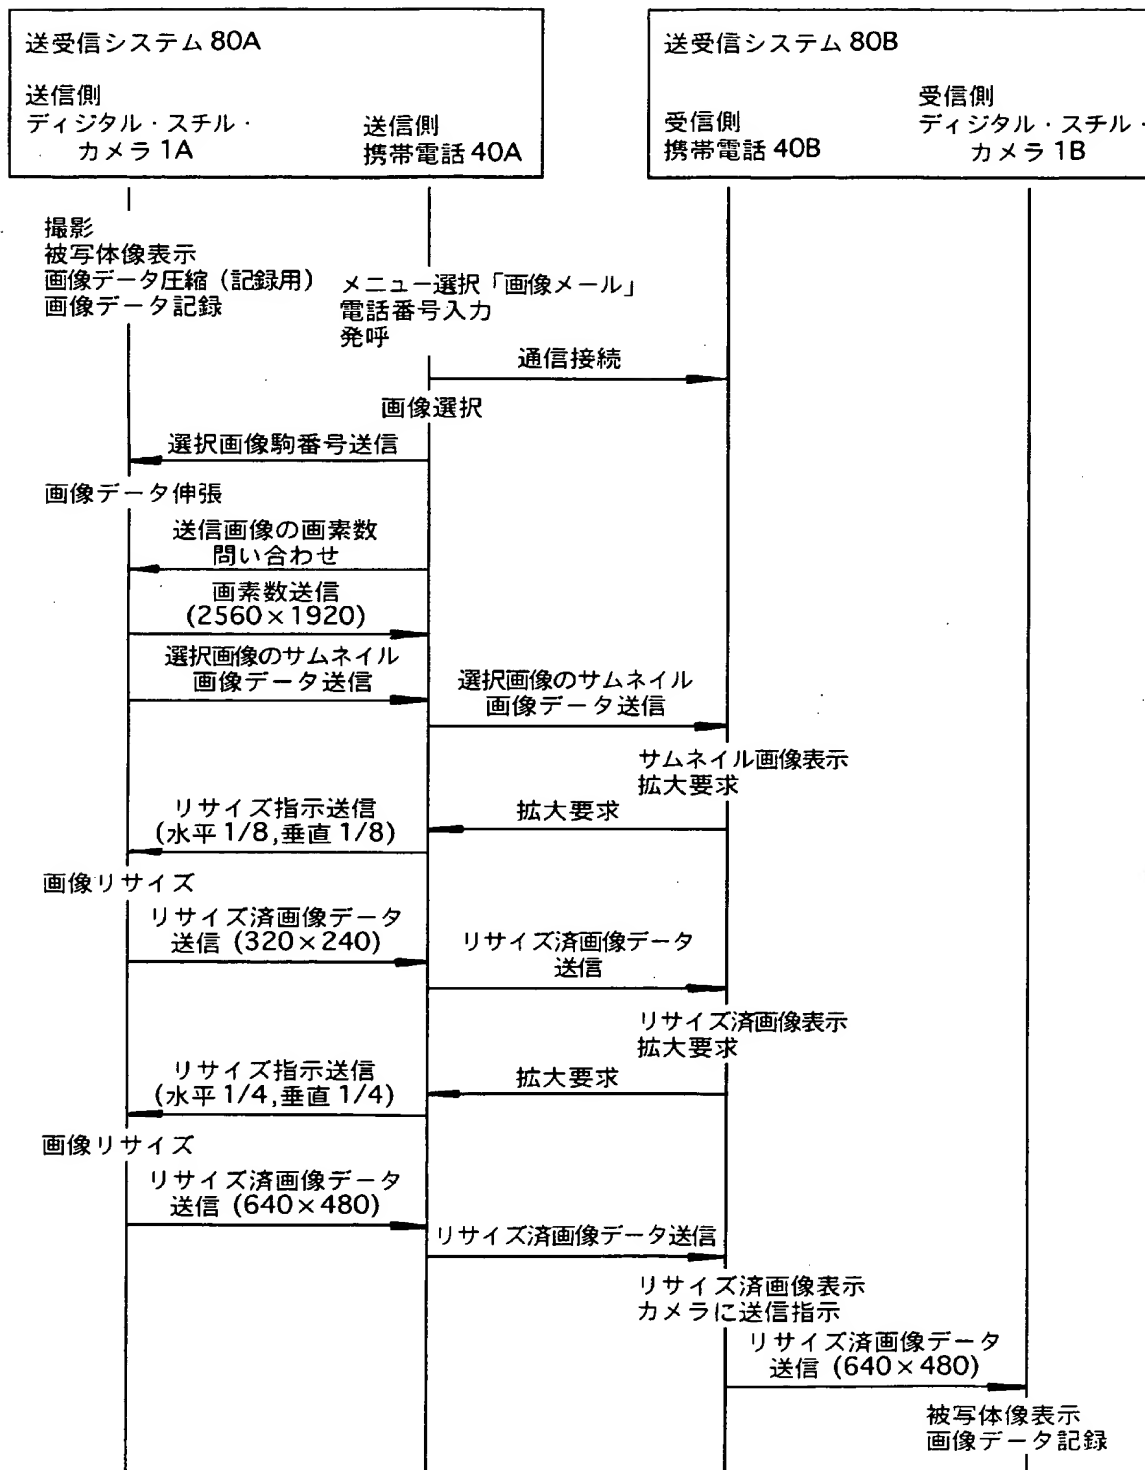 送受信システム 80A
送信側
ディジタル・スチル・
カメラ 1A
送信側
携帯電話 40A
送受信システム 80B
受信側
携帯電話 40B
受信側
ディジタル・スチル・
カメラ 1B
撮影
被写体像表示
画像データ圧縮（記録用）
画像データ記録
メニュー選択「画像メール」
電話番号入力
発呼
通信接続
画像選択
選択画像駒番号送信
画像データ伸張
送信画像の画素数
問い合わせ
画素数送信
(2560×1920)
選択画像のサムネイル
画像データ送信
選択画像のサムネイル
画像データ送信
サムネイル画像表示
拡大要求
拡大要求
リサイズ指示送信
(水平 1/8,垂直 1/8)
画像リサイズ
リサイズ済画像データ
送信 (320×240)
リサイズ済画像データ
送信
リサイズ済画像表示
拡大要求
拡大要求
リサイズ指示送信
(水平 1/4,垂直 1/4)
画像リサイズ
リサイズ済画像データ
送信 (640×480)
リサイズ済画像データ送信
リサイズ済画像表示
カメラに送信指示
リサイズ済画像データ
送信 (640×480)
被写体像表示
画像データ記録